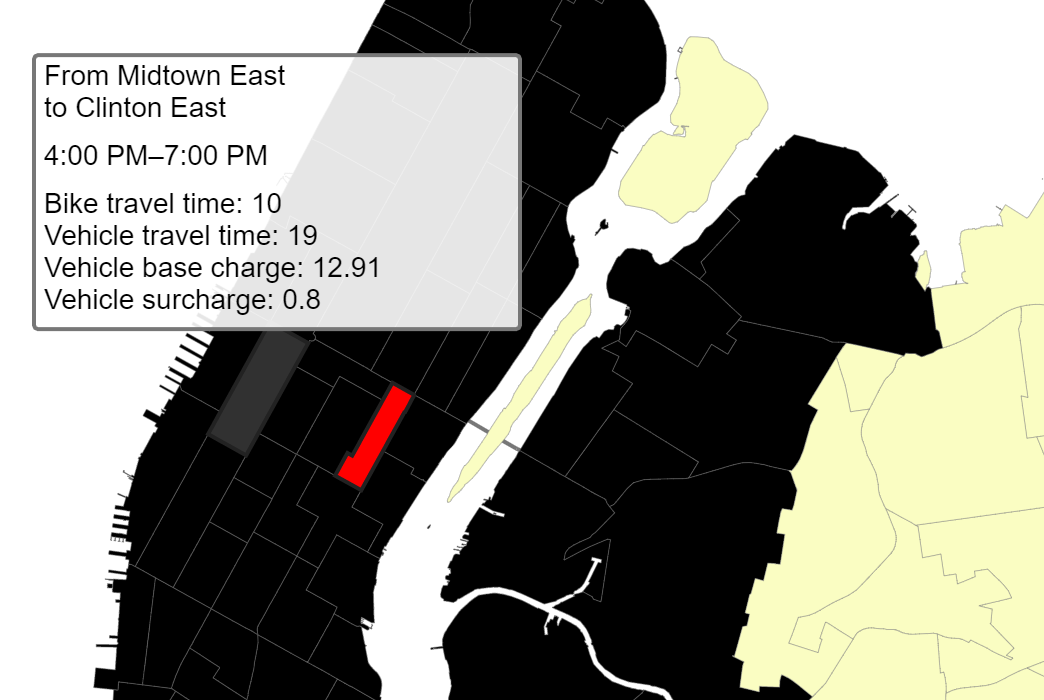 From Midtown East
to Clinton East
4:00 PM–7:00 PM
Bike travel time: 10
Vehicle travel time: 19
Vehicle base charge: 12.91
Vehicle surcharge: 0.8